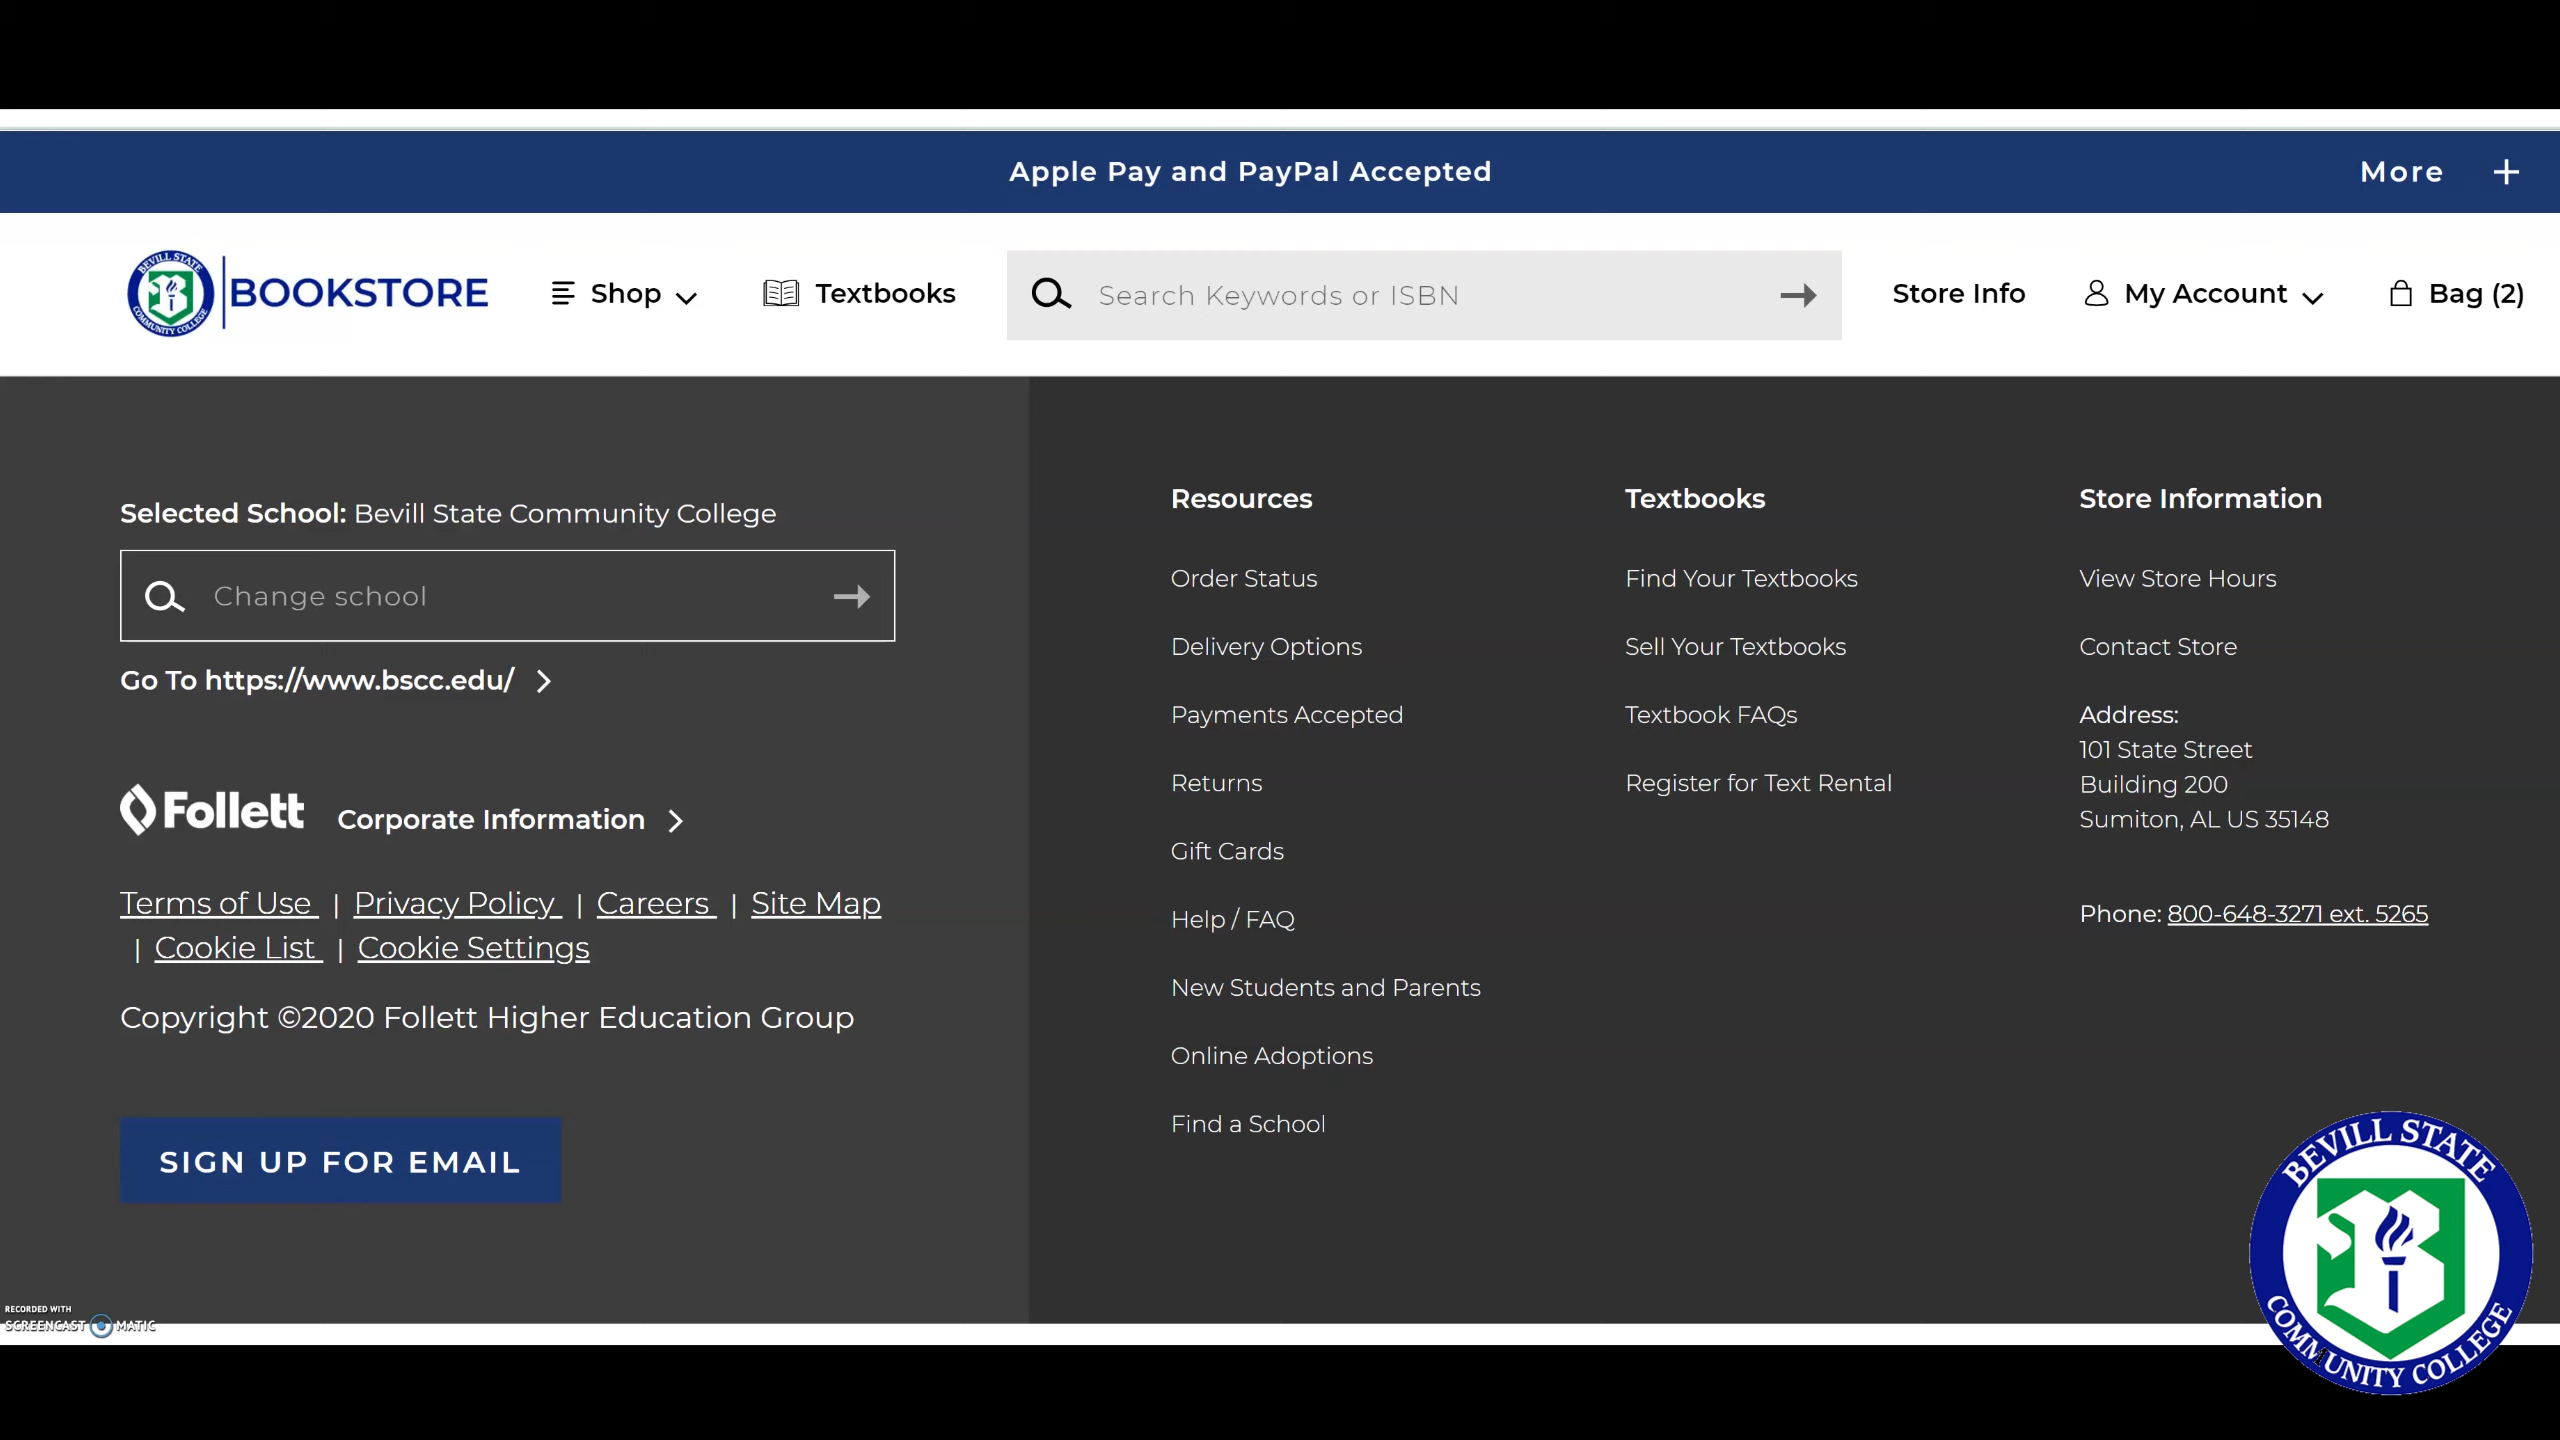 Apple Pay and PayPal Accepted
More +
BEVILL STATE
COMMUNITY COLLEGE
BOOKSTORE
Shop
Textbooks
Search Keywords or ISBN
Store Info
My Account
Bag (2)
Selected School: Bevill State Community College
Change school
Go To https://www.bscc.edu/
Follett
Corporate Information
Terms of Use | Privacy Policy | Careers | Site Map
| Cookie List | Cookie Settings
Copyright ©2020 Follett Higher Education Group
SIGN UP FOR EMAIL
Resources
Order Status
Delivery Options
Payments Accepted
Returns
Gift Cards
Help / FAQ
New Students and Parents
Online Adoptions
Find a School
Textbooks
Find Your Textbooks
Sell Your Textbooks
Textbook FAQs
Register for Text Rental
Store Information
View Store Hours
Contact Store
Address:
101 State Street
Building 200
Sumiton, AL US 35148
Phone: 800-648-3271 ext. 5265
BEVILL STATE
COMMUNITY COLLEGE
RECORDED WITH
SCREENCAST MATIC